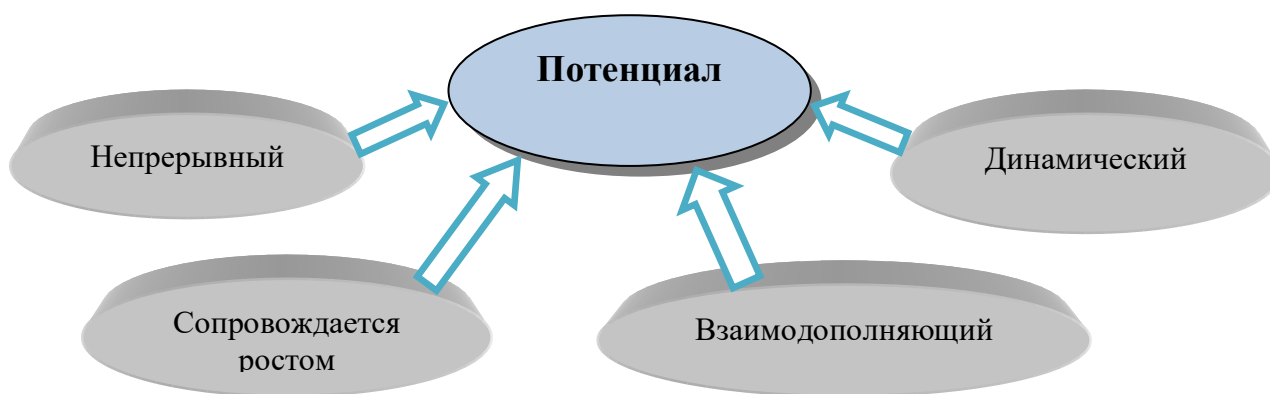 Потенциал
Непрерывный
Динамический
Сопровождается
ростом
Взаимодополняющий